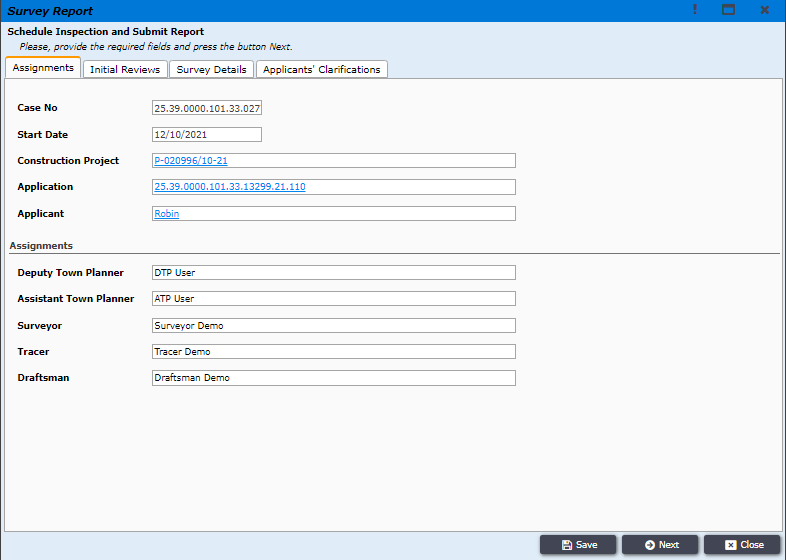 Survey Report
Schedule Inspection and Submit Report
Please, provide the required fields and press the button Next.
Assignments Initial Reviews Survey Details Applicants' Clarifications
Case No 25.39.0000.101.33.027
Start Date 12/10/2021
Construction Project P-020996/10-21
Application 25.39.0000.101.33.13299.21.110
Applicant Robin
Assignments
Deputy Town Planner DTP User
Assistant Town Planner ATP User
Surveyor Surveyor Demo
Tracer Tracer Demo
Draftsman Draftsman Demo
Save Next Close